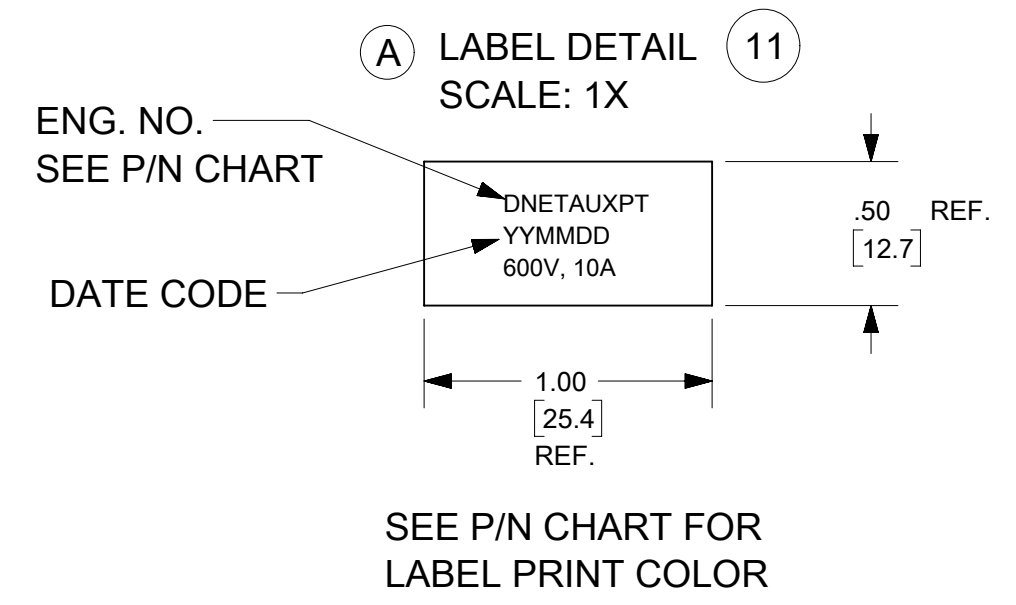 A LABEL DETAIL 11
SCALE: 1X
ENG. NO.
SEE P/N CHART
DNETAUXPT
YYMMDD
600V, 10A
DATE CODE
.50 REF.
[12.7]
1.00
[25.4]
REF.
SEE P/N CHART FOR
LABEL PRINT COLOR